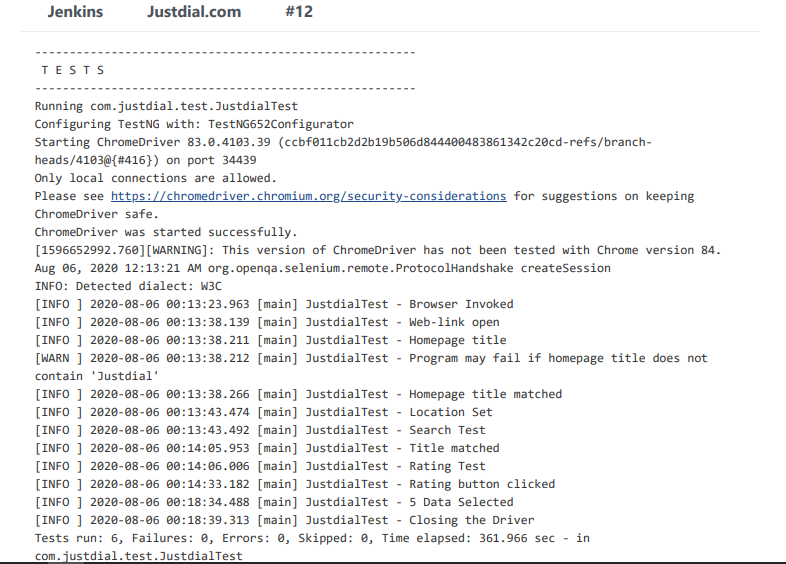 Jenkins Justdial.com #12
-------------------------------------------------------
T E S T S
-------------------------------------------------------
Running com.justdial.test.JustdialTest
Configuring TestNG with: TestNG652Configurator
Starting ChromeDriver 83.0.4103.39 (ccbf011cb2d2b19b506d844400483861342c20cd-refs/branch-
heads/4103@{#416}) on port 34439
Only local connections are allowed.
Please see https://chromedriver.chromium.org/security-considerations for suggestions on keeping
ChromeDriver safe.
ChromeDriver was started successfully.
[1596652992.760][WARNING]: This version of ChromeDriver has not been tested with Chrome version 84.
Aug 06, 2020 12:13:21 AM org.openqa.selenium.remote.ProtocolHandshake createSession
INFO: Detected dialect: W3C
[INFO ] 2020-08-06 00:13:23.963 [main] JustdialTest - Browser Invoked
[INFO ] 2020-08-06 00:13:38.139 [main] JustdialTest - Web-link open
[INFO ] 2020-08-06 00:13:38.211 [main] JustdialTest - Homepage title
[WARN ] 2020-08-06 00:13:38.212 [main] JustdialTest - Program may fail if homepage title does not
contain 'Justdial'
[INFO ] 2020-08-06 00:13:38.266 [main] JustdialTest - Homepage title matched
[INFO ] 2020-08-06 00:13:43.474 [main] JustdialTest - Location Set
[INFO ] 2020-08-06 00:13:43.492 [main] JustdialTest - Search Test
[INFO ] 2020-08-06 00:14:05.953 [main] JustdialTest - Title matched
[INFO ] 2020-08-06 00:14:06.006 [main] JustdialTest - Rating Test
[INFO ] 2020-08-06 00:14:33.182 [main] JustdialTest - Rating button clicked
[INFO ] 2020-08-06 00:18:34.488 [main] JustdialTest - 5 Data Selected
[INFO ] 2020-08-06 00:18:39.313 [main] JustdialTest - Closing the Driver
Tests run: 6, Failures: 0, Errors: 0, Skipped: 0, Time elapsed: 361.966 sec - in
com.justdial.test.JustdialTest